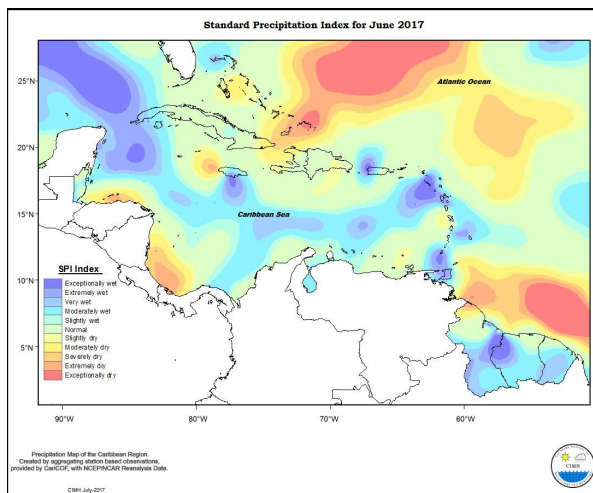 Standard Precipitation Index for June 2017
25°N
20°N
15°N
10°N
5°N
Atlantic Ocean
Caribbean Sea
SPI Index
Exceptionally wet
Extremely wet
Very wet
Moderately wet
Slightly wet
Normal
Slightly dry
Moderately dry
Severely dry
Extremely dry
Exceptionally dry
90°W
80°W
70°W
60°W
Precipitation Map of the Caribbean Region.
Created by aggregating station based observations,
provided by CariCOF, with NCEP/NCAR Reanalysis Data.
CIMH July-2017
CIMH